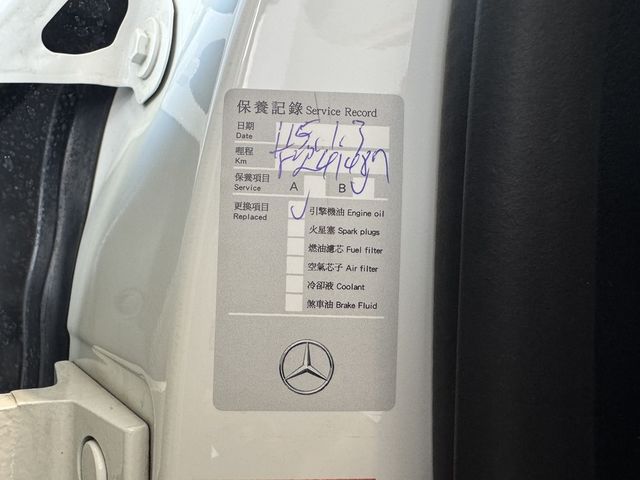 保養記錄 Service Record
日期 115.1.3
Date
哩程
Km
保養項目
Service A B
更換項目 引擎機油 Engine oil
Replaced
火星塞 Spark plugs
燃油濾芯 Fuel filter
空氣芯子 Air filter
冷卻液 Coolant
煞車油 Brake Fluid